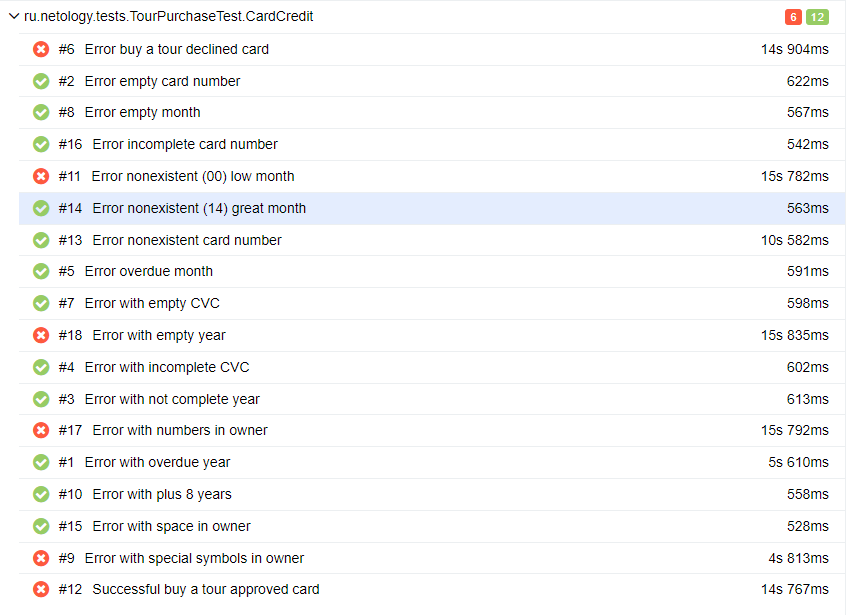 ru.netology.tests.TourPurchaseTest.CardCredit 6 12
#6 Error buy a tour declined card 14s 904ms
#2 Error empty card number 622ms
#8 Error empty month 567ms
#16 Error incomplete card number 542ms
#11 Error nonexistent (00) low month 15s 782ms
#14 Error nonexistent (14) great month 563ms
#13 Error nonexistent card number 10s 582ms
#5 Error overdue month 591ms
#7 Error with empty CVC 598ms
#18 Error with empty year 15s 835ms
#4 Error with incomplete CVC 602ms
#3 Error with not complete year 613ms
#17 Error with numbers in owner 15s 792ms
#1 Error with overdue year 5s 610ms
#10 Error with plus 8 years 558ms
#15 Error with space in owner 528ms
#9 Error with special symbols in owner 4s 813ms
#12 Successful buy a tour approved card 14s 767ms